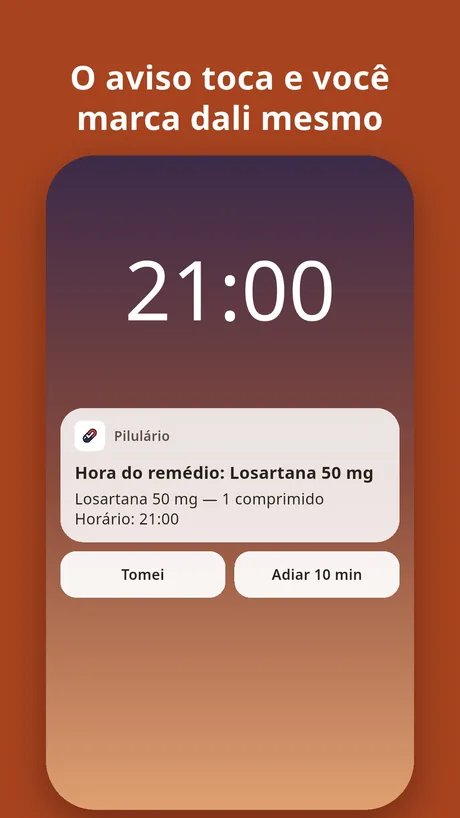 O aviso toca e você
marca dali mesmo
21:00
Pilulário
Hora do remédio: Losartana 50 mg
Losartana 50 mg — 1 comprimido
Horário: 21:00
Tomei
Adiar 10 min